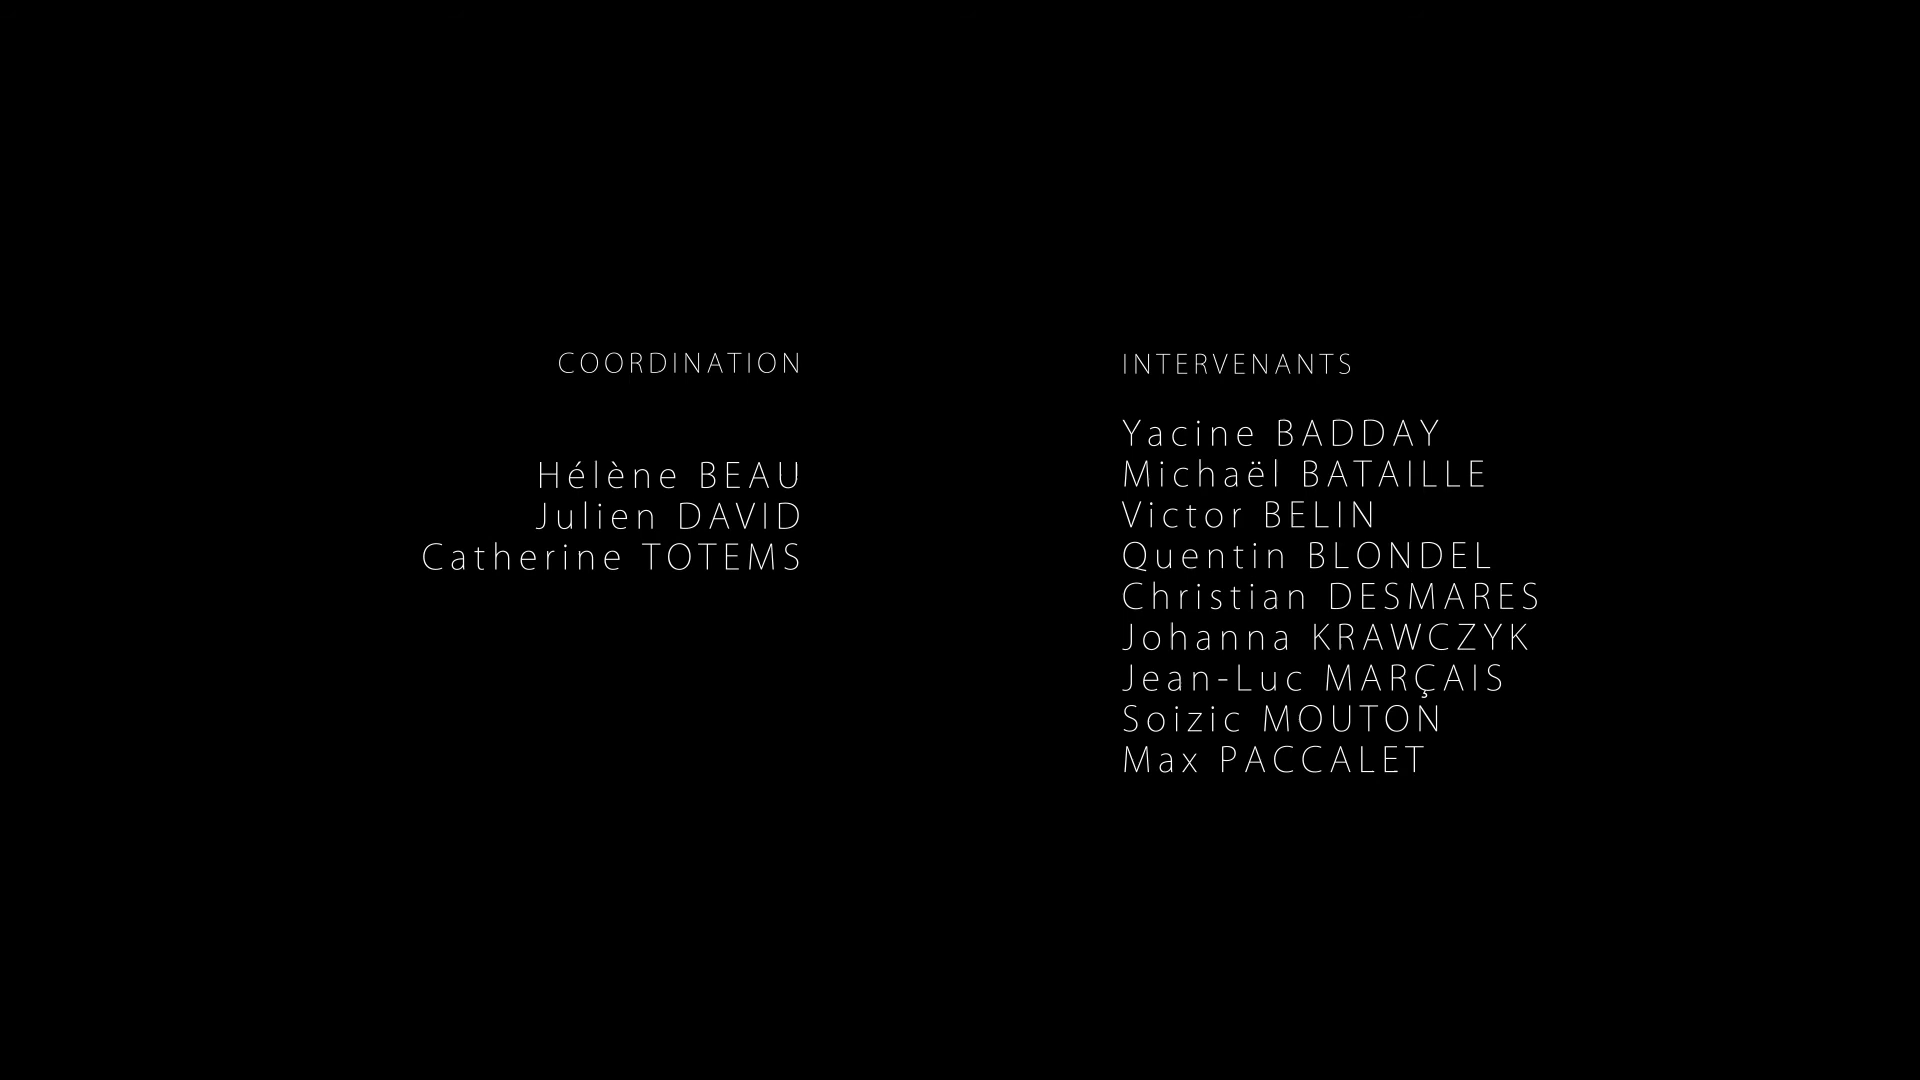 COORDINATION
Hélène BEAU
Julien DAVID
Catherine TOTEMS
INTERVENANTS
Yacine BADDAY
Michaël BATAILLE
Victor BELIN
Quentin BLONDEL
Christian DESMARES
Johanna KRAWCZYK
Jean-Luc MARÇAIS
Soizic MOUTON
Max PACCALET